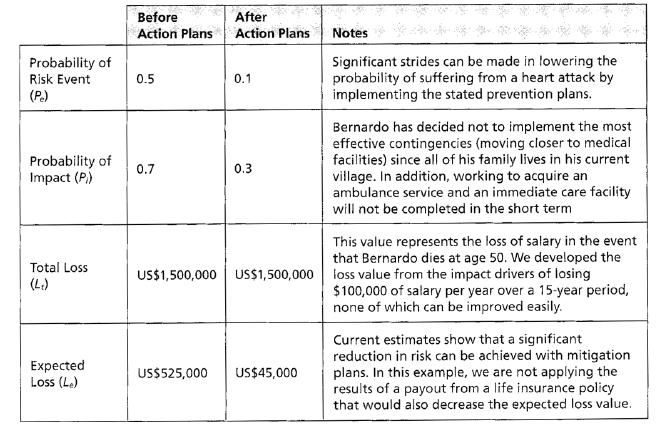 Before After
Action Plans Action Plans Notes
Probability of
Risk Event
(Pe)
0.5
0.1
Significant strides can be made in lowering the
probability of suffering from a heart attack by
implementing the stated prevention plans.
Probability of
Impact (Pi)
0.7
0.3
Bernardo has decided not to implement the most
effective contingencies (moving closer to medical
facilities) since all of his family lives in his current
village. In addition, working to acquire an
ambulance service and an immediate care facility
will not be completed in the short term
Total Loss
(Lt)
US$1,500,000
US$1,500,000
This value represents the loss of salary in the event
that Bernardo dies at age 50. We developed the
loss value from the impact drivers of losing
$100,000 of salary per year over a 15-year period,
none of which can be improved easily.
Expected
Loss (Le)
US$525,000
US$45,000
Current estimates show that a significant
reduction in risk can be achieved with mitigation
plans. In this example, we are not applying the
results of a payout from a life insurance policy
that would also decrease the expected loss value.